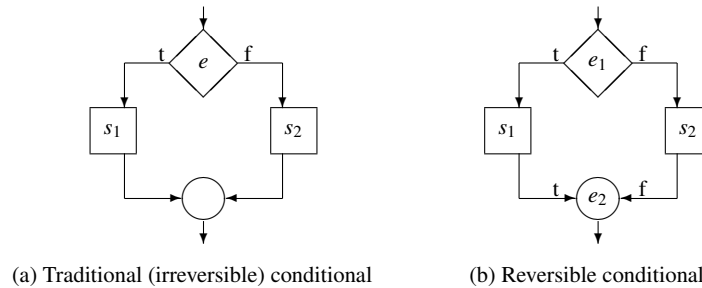 t e f
t e1 f
s1 s2
s1 s2
t e2 f
(a) Traditional (irreversible) conditional
(b) Reversible conditional